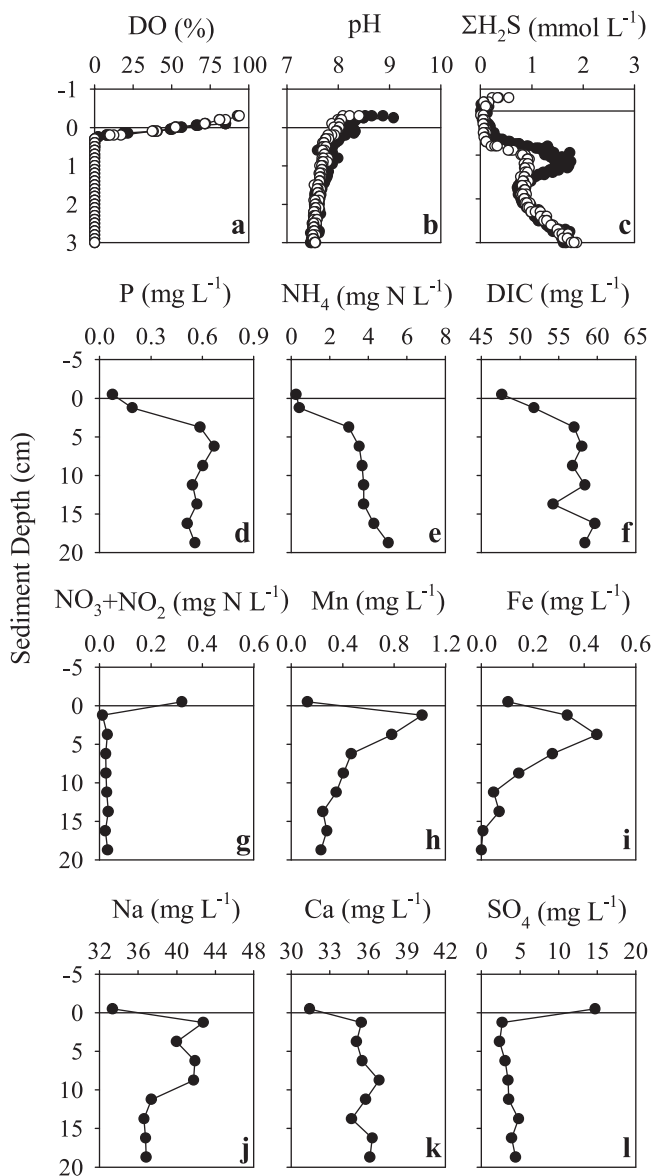 DO (%) pH ΣH₂S (mmol L⁻¹)
0 25 50 75 100 7 8 9 10 0 1 2 3
-1
0
1
2
3
a b c
P (mg L⁻¹) NH₄ (mg N L⁻¹) DIC (mg L⁻¹)
0.0 0.3 0.6 0.9 0 2 4 6 8 45 50 55 60 65
-5
0
5
10
15
20
d e f
Sediment Depth (cm)
NO₃+NO₂ (mg N L⁻¹) Mn (mg L⁻¹) Fe (mg L⁻¹)
0.0 0.2 0.4 0.6 0.0 0.4 0.8 1.2 0.0 0.2 0.4 0.6
-5
0
5
10
15
20
g h i
Na (mg L⁻¹) Ca (mg L⁻¹) SO₄ (mg L⁻¹)
32 36 40 44 48 30 33 36 39 42 0 5 10 15 20
-5
0
5
10
15
20
j k l